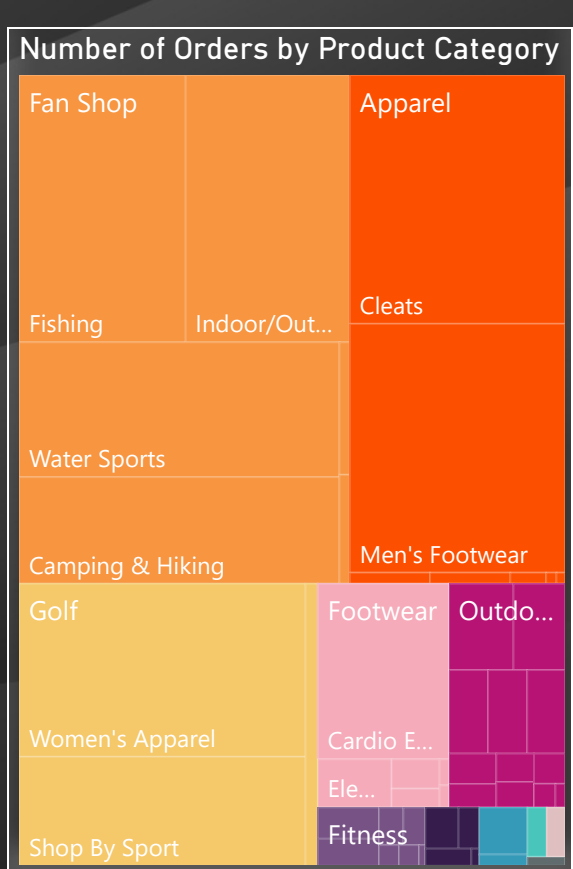 Number of Orders by Product Category
Fan Shop
Apparel
Fishing
Indoor/Out...
Cleats
Water Sports
Camping & Hiking
Men's Footwear
Golf
Footwear
Outdo...
Women's Apparel
Cardio E...
Ele...
Fitness
Shop By Sport